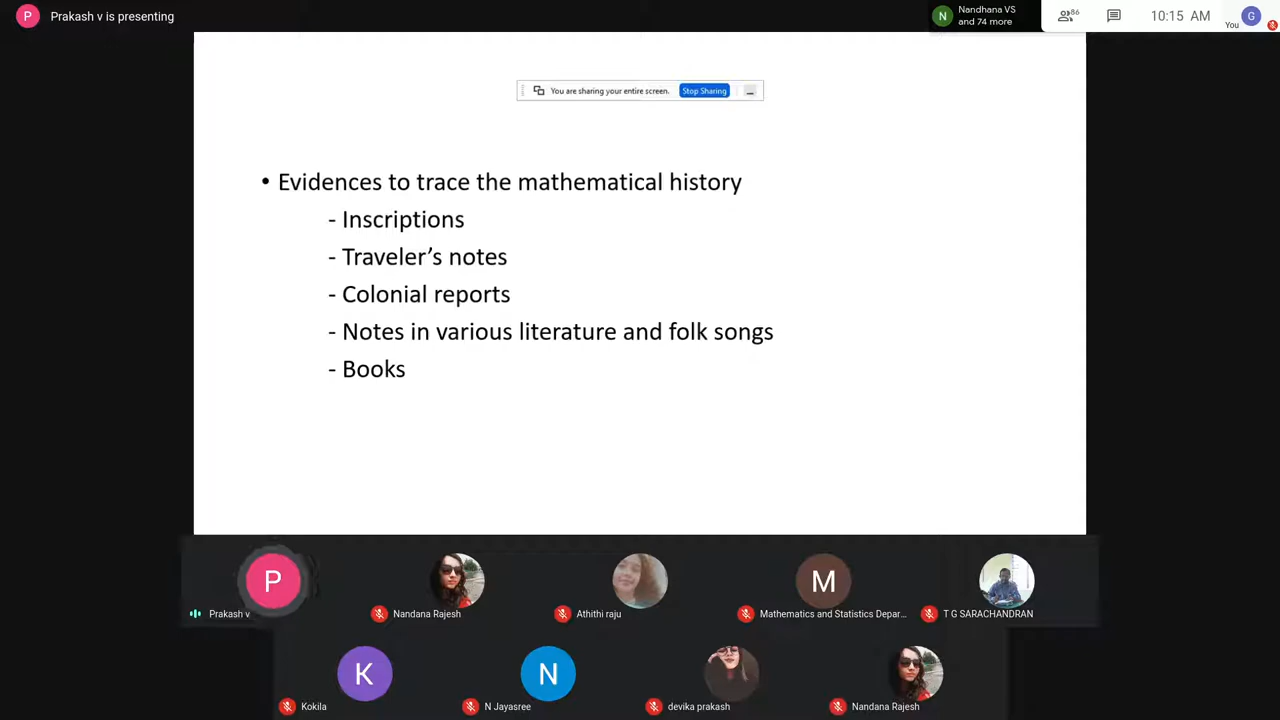 P Prakash v is presenting
N Nandhana VS
and 74 more
86
10:15 AM
You
G
You are sharing your entire screen. Stop Sharing
• Evidences to trace the mathematical history
- Inscriptions
- Traveler’s notes
- Colonial reports
- Notes in various literature and folk songs
- Books
P
M
Prakash v
Nandana Rajesh
Athithi raju
Mathematics and Statistics Depar...
T G SARACHANDRAN
K
N
Kokila
N Jayasree
devika prakash
Nandana Rajesh